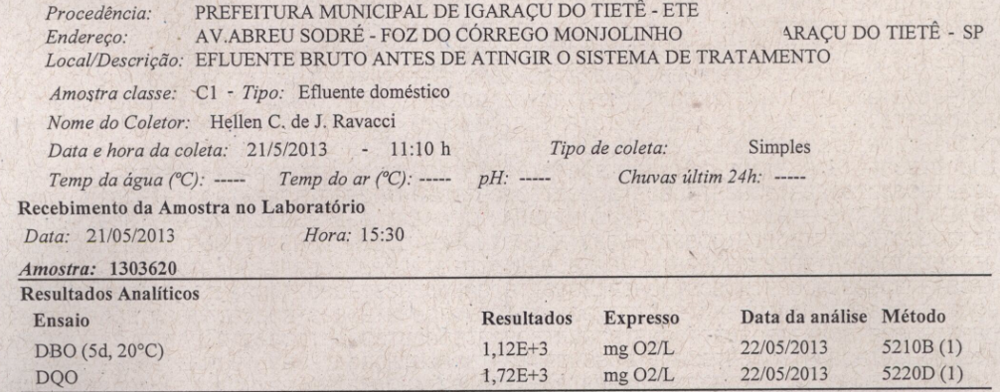 Procedência: PREFEITURA MUNICIPAL DE IGARAÇU DO TIETÊ - ETE
Endereço: AV.ABREU SODRÉ - FOZ DO CÓRREGO MONJOLINHO ARAÇU DO TIETÊ - SP
Local/Descrição: EFLUENTE BRUTO ANTES DE ATINGIR O SISTEMA DE TRATAMENTO
Amostra classe: C1 - Tipo: Efluente doméstico
Nome do Coletor: Hellen C. de J. Ravacci
Data e hora da coleta: 21/5/2013 - 11:10 h Tipo de coleta: Simples
Temp da água (ºC): ----- Temp do ar (ºC): ----- pH: ----- Chuvas últim 24h: -----
Recebimento da Amostra no Laboratório
Data: 21/05/2013 Hora: 15:30
Amostra: 1303620
Resultados Analíticos
Ensaio Resultados Expresso Data da análise Método
DBO (5d, 20°C) 1,12E+3 mg O2/L 22/05/2013 5210B (1)
DQO 1,72E+3 mg O2/L 22/05/2013 5220D (1)